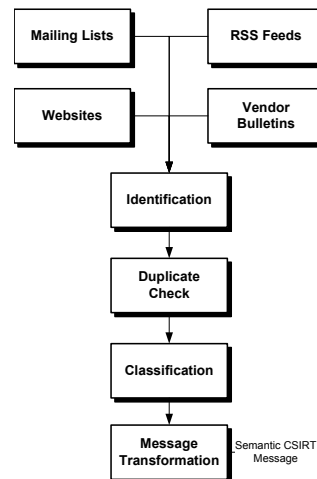 Mailing Lists
RSS Feeds
Websites
Vendor
Bulletins
Identification
Duplicate
Check
Classification
Message
Transformation
Semantic CSIRT
Message